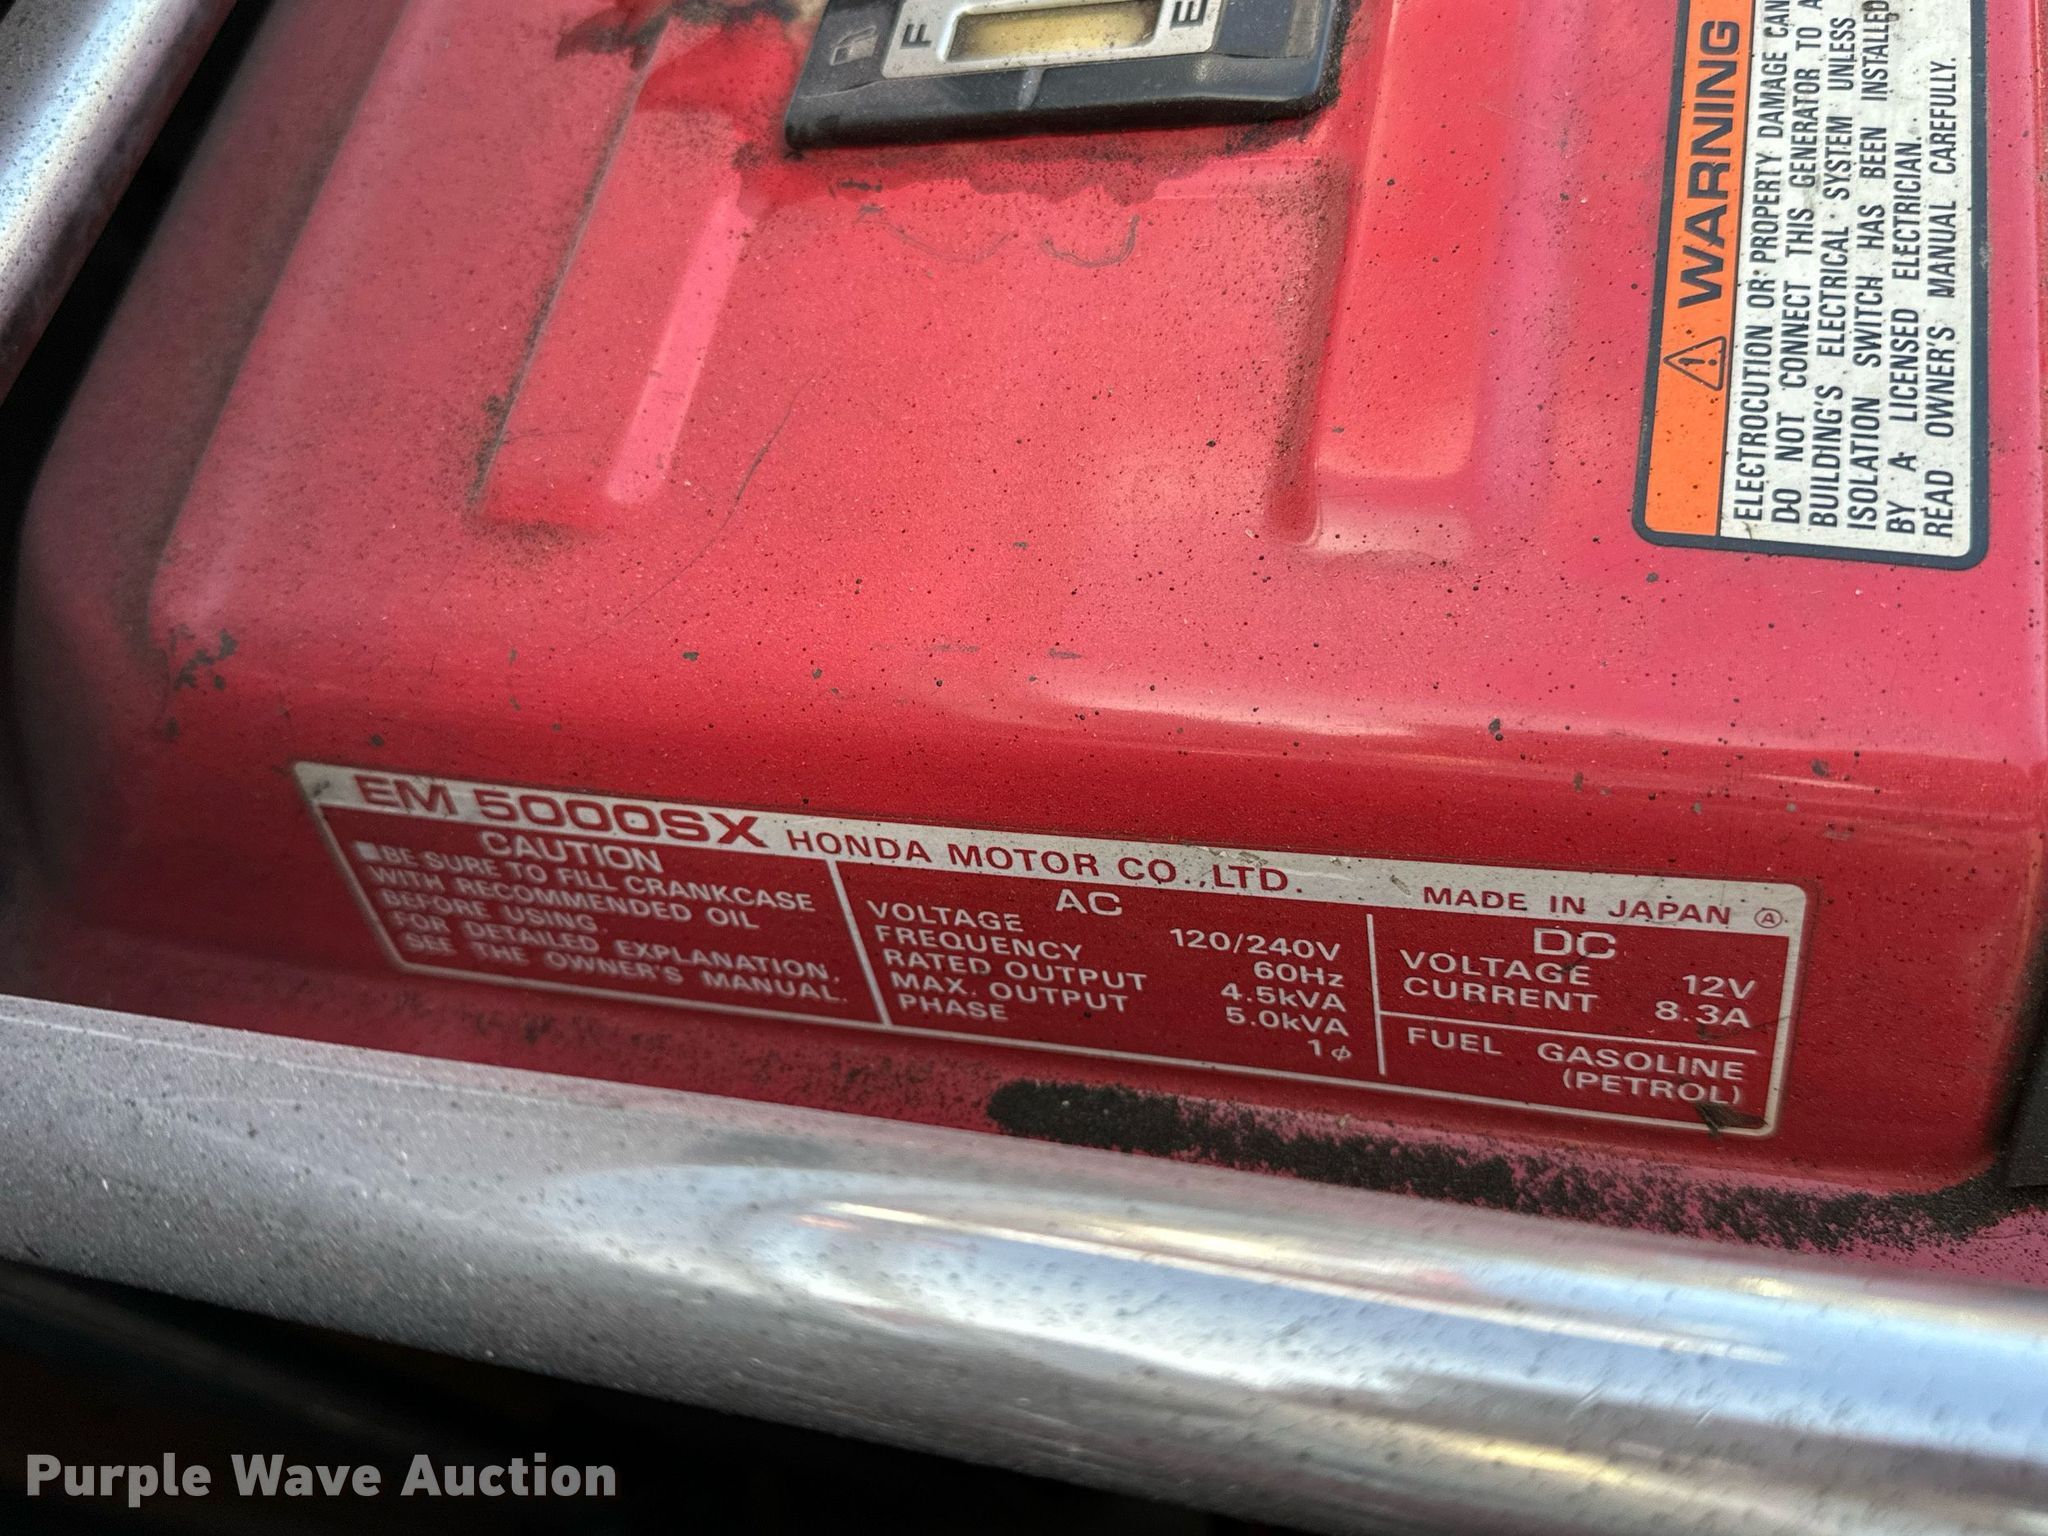 F E
WARNING
ELECTROCUTION OR PROPERTY DAMAGE CAN
DO NOT CONNECT THIS GENERATOR TO A
BUILDING'S ELECTRICAL SYSTEM UNLESS
ISOLATION SWITCH HAS BEEN INSTALLED
BY A LICENSED ELECTRICIAN.
READ OWNER'S MANUAL CAREFULLY.
EM 5000SX HONDA MOTOR CO.,LTD. MADE IN JAPAN Ⓐ
CAUTION
■BE SURE TO FILL CRANKCASE
WITH RECOMMENDED OIL
BEFORE USING.
FOR DETAILED EXPLANATION,
SEE THE OWNER'S MANUAL.
AC
VOLTAGE 120/240V
FREQUENCY 60Hz
RATED OUTPUT 4.5kVA
MAX. OUTPUT 5.0kVA
PHASE 1ϕ
DC
VOLTAGE 12V
CURRENT 8.3A
FUEL GASOLINE
(PETROL)
Purple Wave Auction